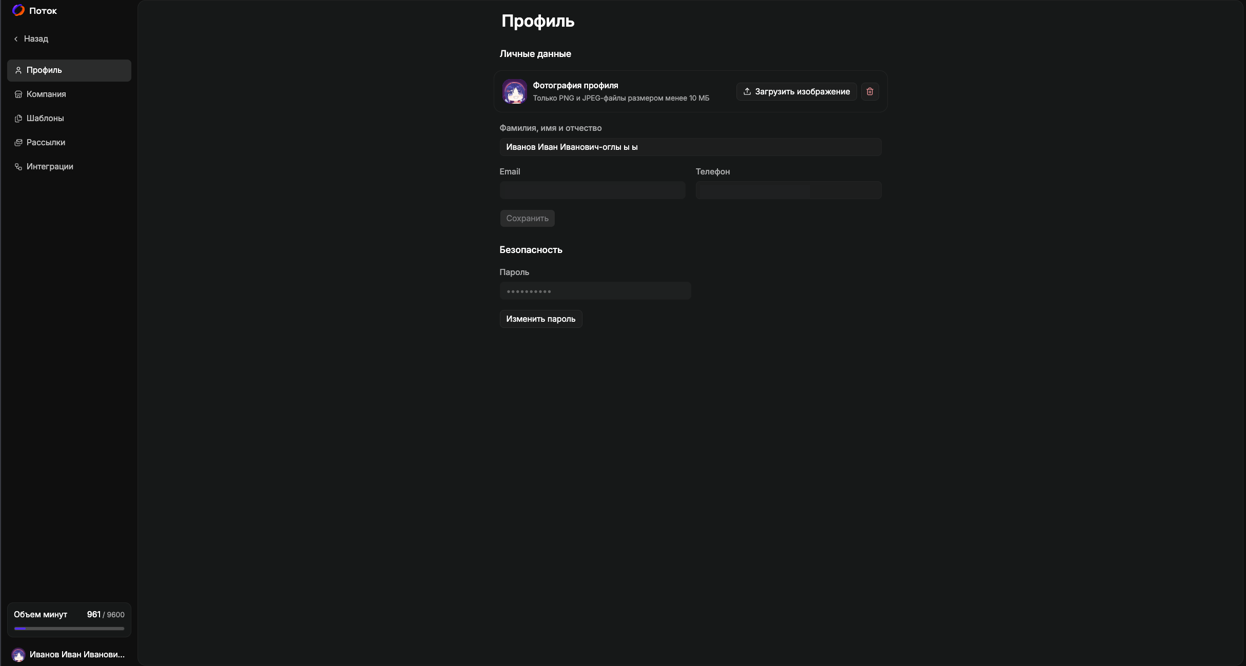 Поток
Назад
Профиль
Компания
Шаблоны
Рассылки
Интеграции
Объем минут 961 / 9600
Иванов Иван Иванови...
Профиль
Личные данные
Фотография профиля
Только PNG и JPEG-файлы размером менее 10 МБ
Загрузить изображение
Фамилия, имя и отчество
Иванов Иван Иванович-оглы ы ы
Email
Телефон
Сохранить
Безопасность
Пароль
••••••••••
Изменить пароль